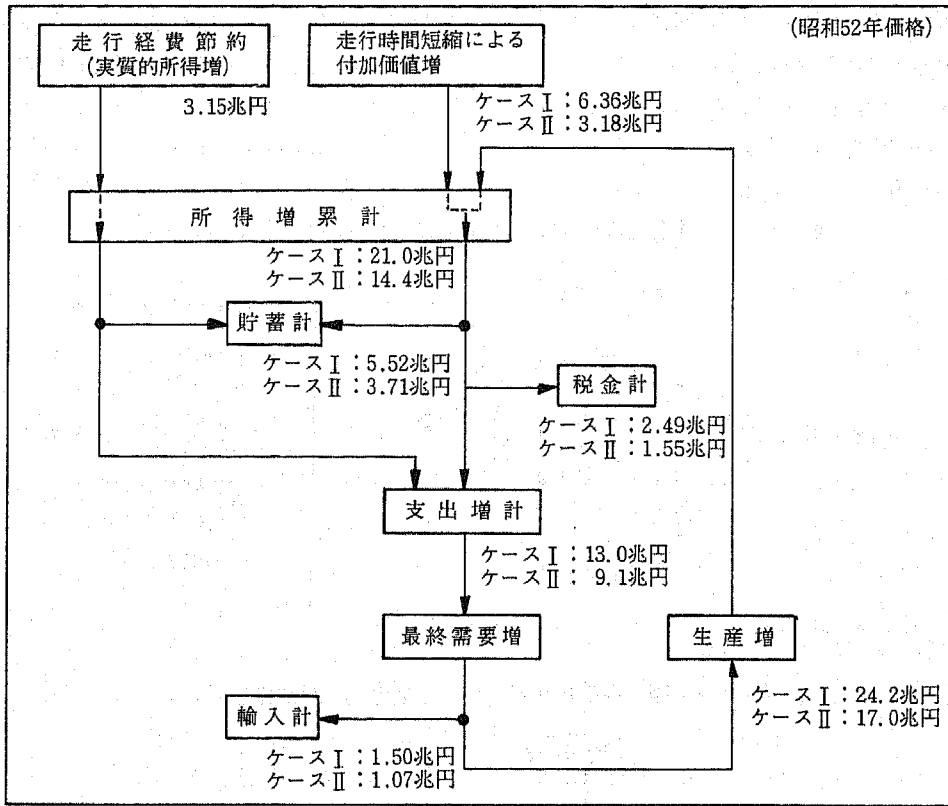 (昭和52年価格)
走行経費節約
(実質的所得増)
走行時間短縮による
付加価値増
3.15兆円
ケースⅠ：6.36兆円
ケースⅡ：3.18兆円
所得増累計
ケースⅠ：21.0兆円
ケースⅡ：14.4兆円
貯蓄計
ケースⅠ：5.52兆円
ケースⅡ：3.71兆円
税金計
ケースⅠ：2.49兆円
ケースⅡ：1.55兆円
支出増計
ケースⅠ：13.0兆円
ケースⅡ：9.1兆円
最終需要増
生産増
ケースⅠ：24.2兆円
ケースⅡ：17.0兆円
輸入計
ケースⅠ：1.50兆円
ケースⅡ：1.07兆円